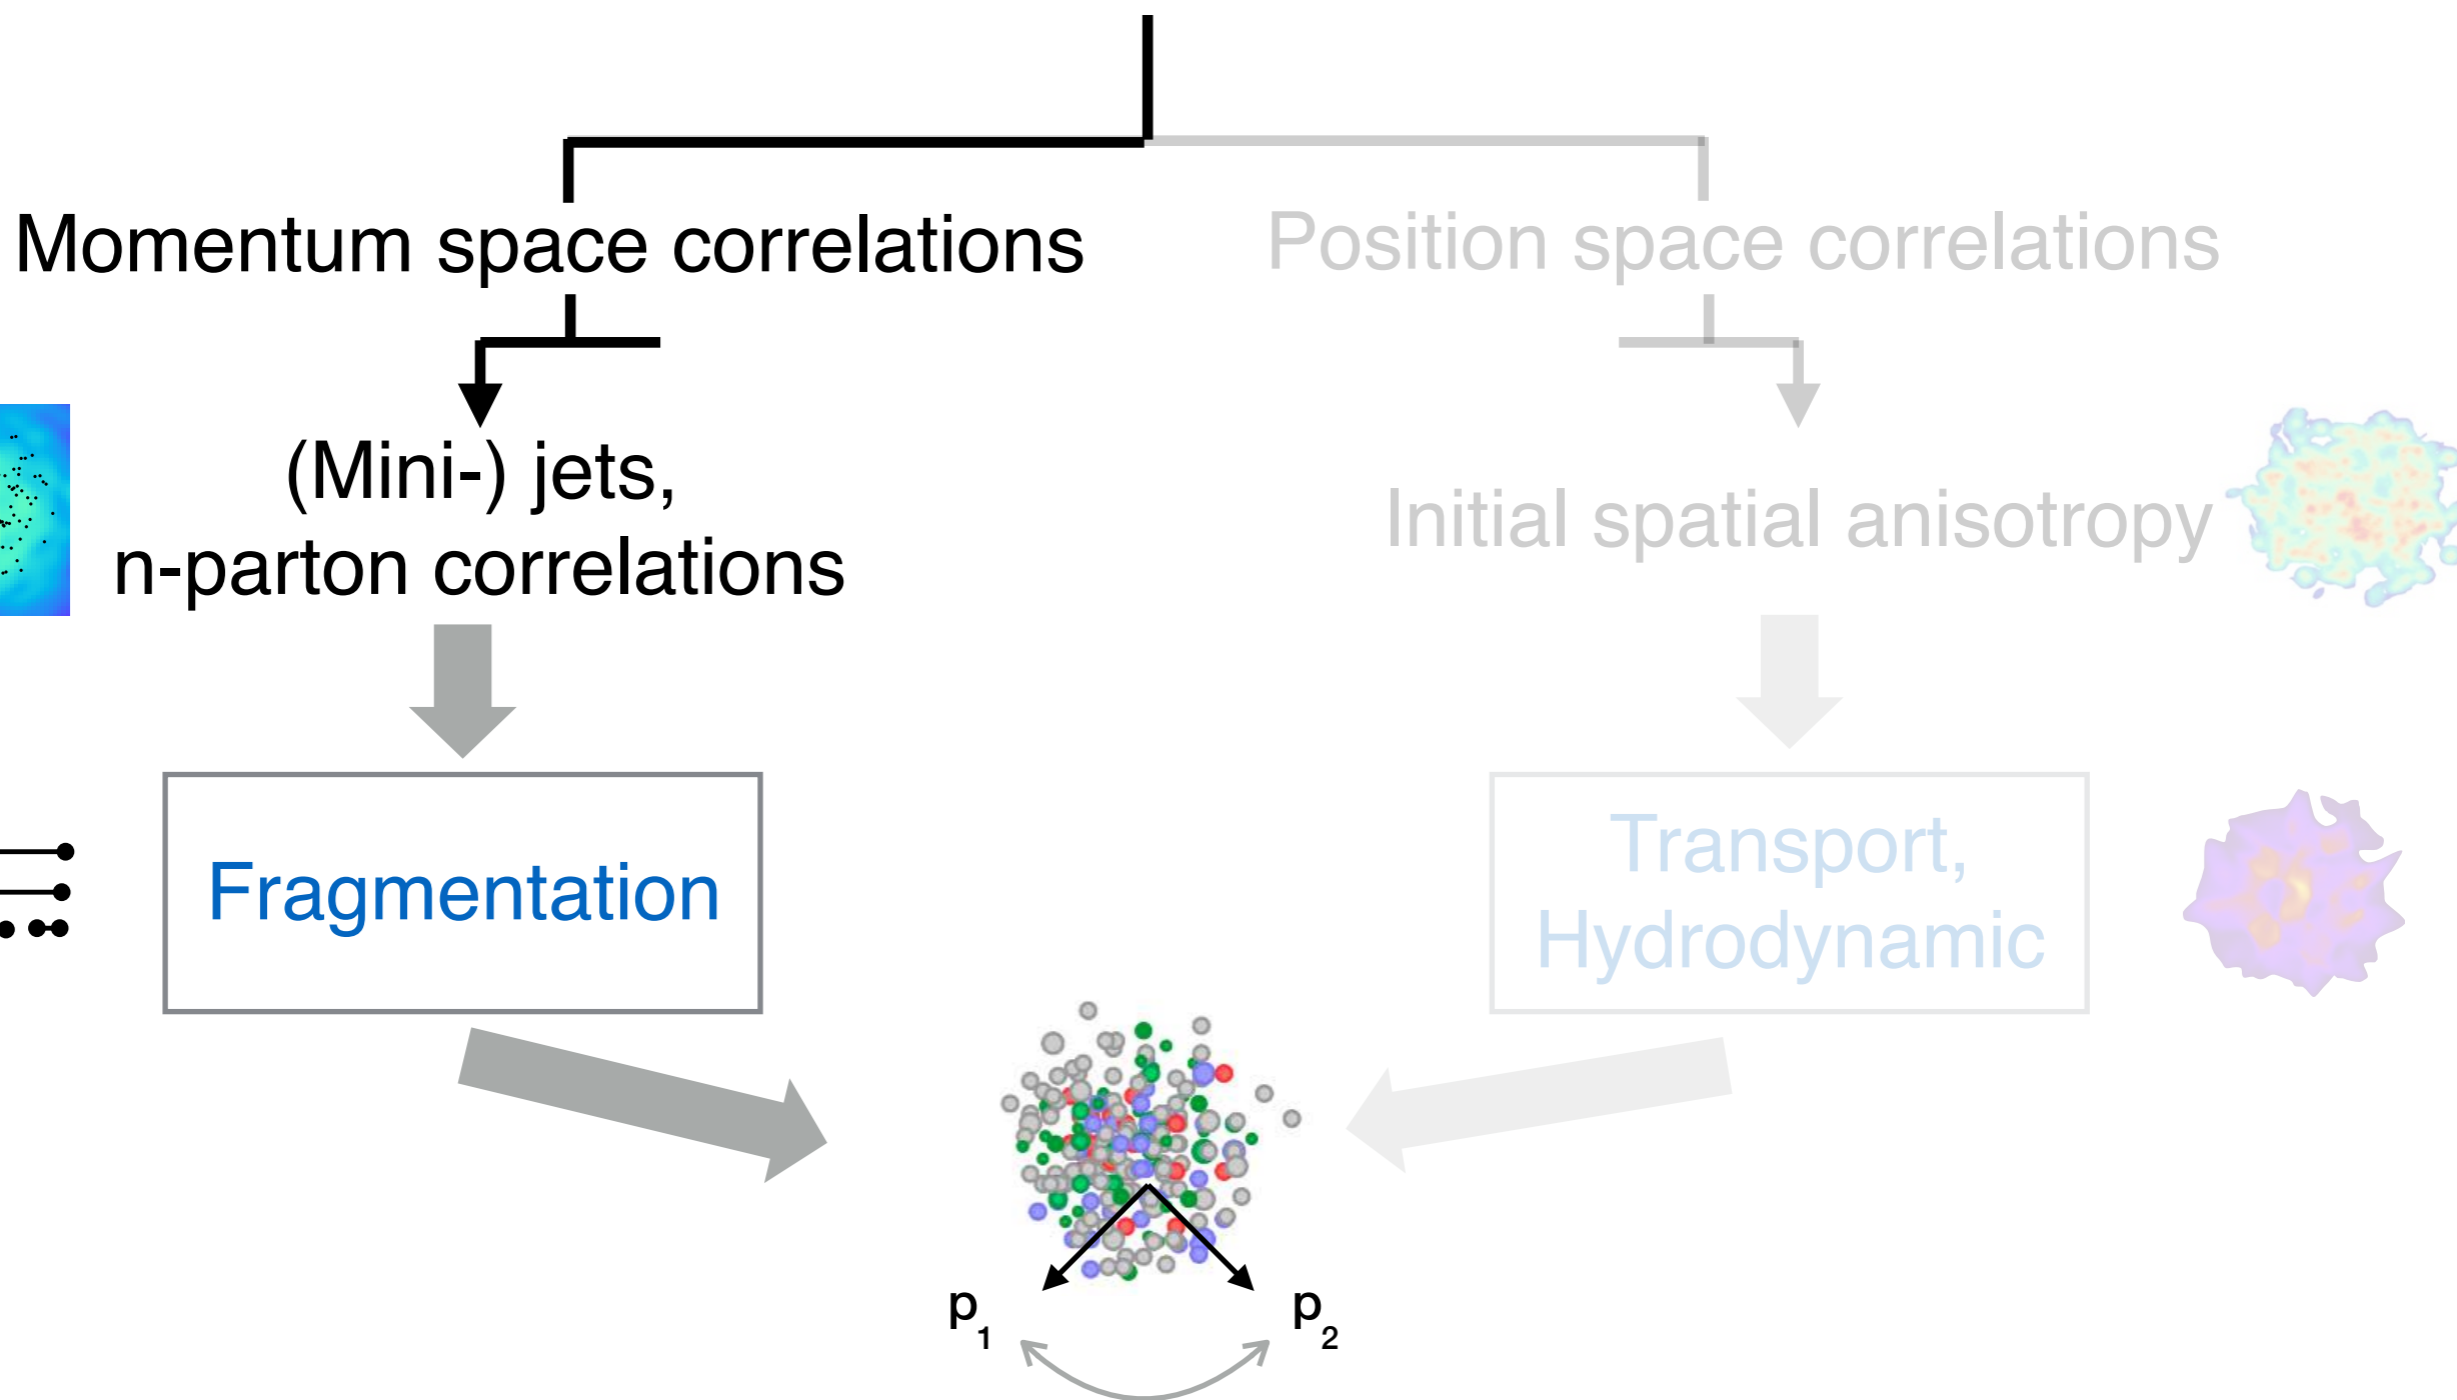 Momentum space correlations
Position space correlations
(Mini-) jets,
n-parton correlations
Initial spatial anisotropy
Fragmentation
Transport,
Hydrodynamic
p1
p2